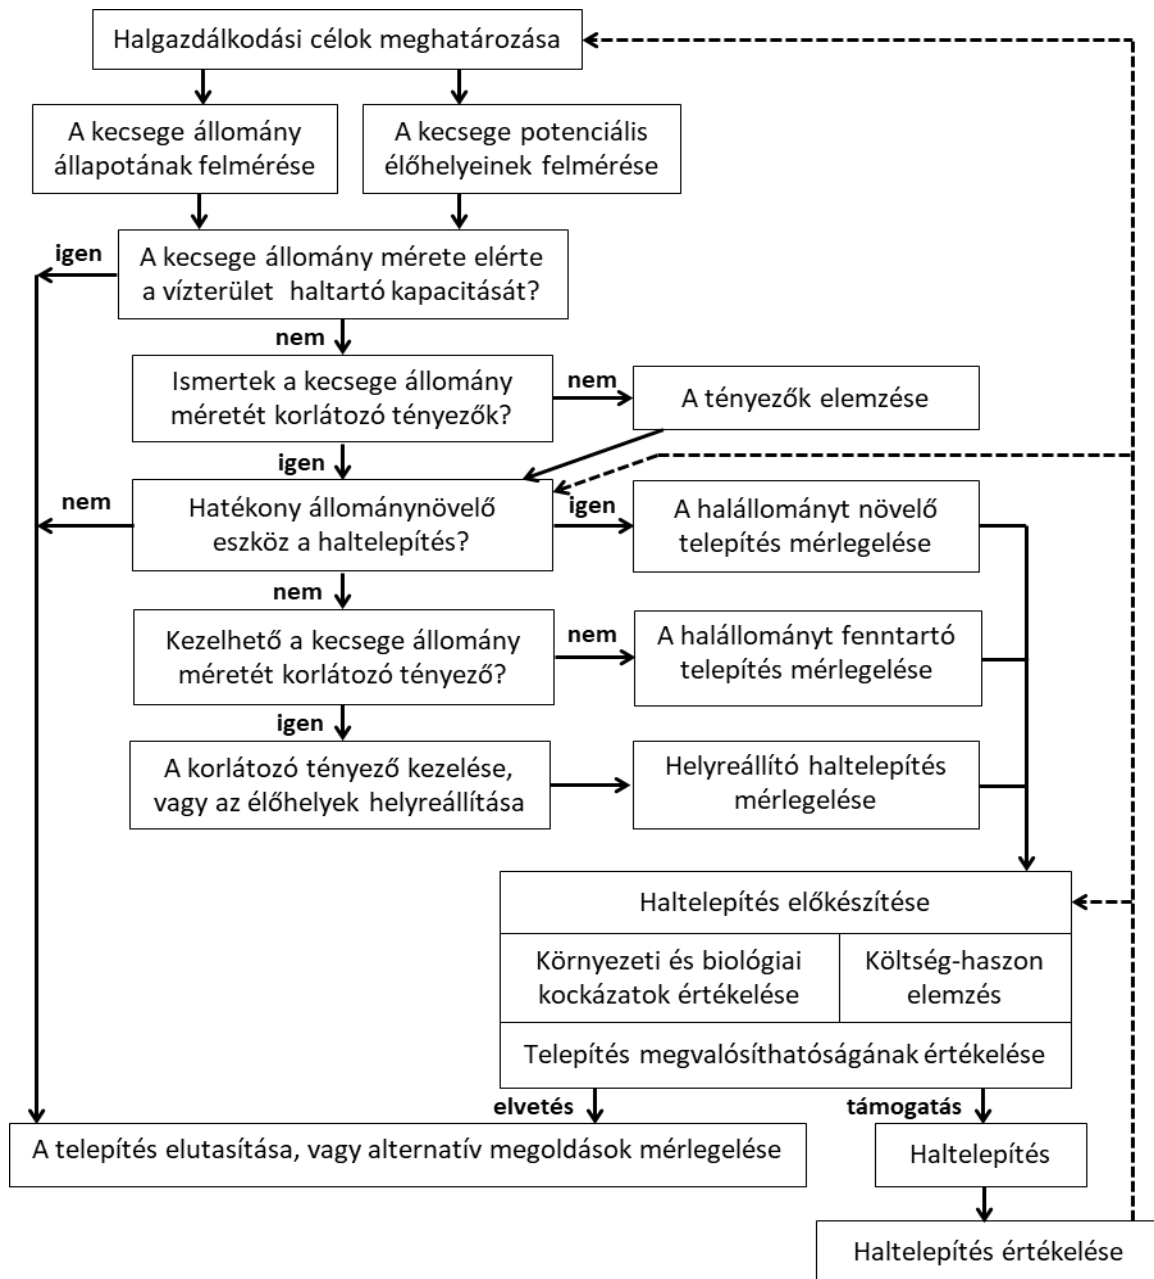 Halgazdálkodási célok meghatározása
A kecsege állomány
állapotának felmérése
A kecsege potenciális
élőhelyeinek felmérése
igen
A kecsege állomány mérete elérte
a vízterület haltartó kapacitását?
nem
Ismertek a kecsege állomány
méretét korlátozó tényezők?
nem
A tényezők elemzése
igen
nem
Hatékony állománynövelő
eszköz a haltelepítés?
igen
A halállományt növelő
telepítés mérlegelése
nem
Kezelhető a kecsege állomány
méretét korlátozó tényező?
nem
A halállományt fenntartó
telepítés mérlegelése
igen
A korlátozó tényező kezelése,
vagy az élőhelyek helyreállítása
Helyreállító haltelepítés
mérlegelése
Haltelepítés előkészítése
Környezeti és biológiai
kockázatok értékelése
Költség-haszon
elemzés
Telepítés megvalósíthatóságának értékelése
elvetés
támogatás
A telepítés elutasítása, vagy alternatív megoldások mérlegelése
Haltelepítés
Haltelepítés értékelése